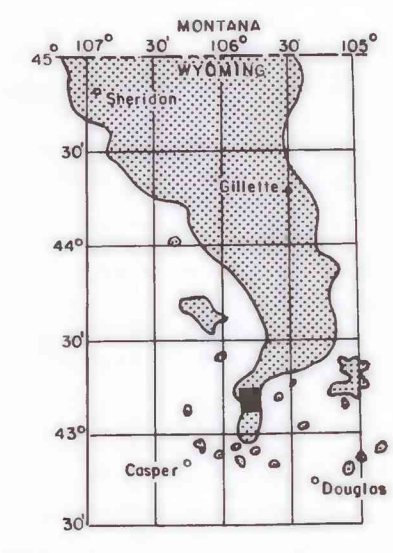 MONTANA
45° 107° 30' 106° 30' 105°
WYOMING
Sheridan
30'
Gillette
44°
30'
43°
Casper
Douglas
30'